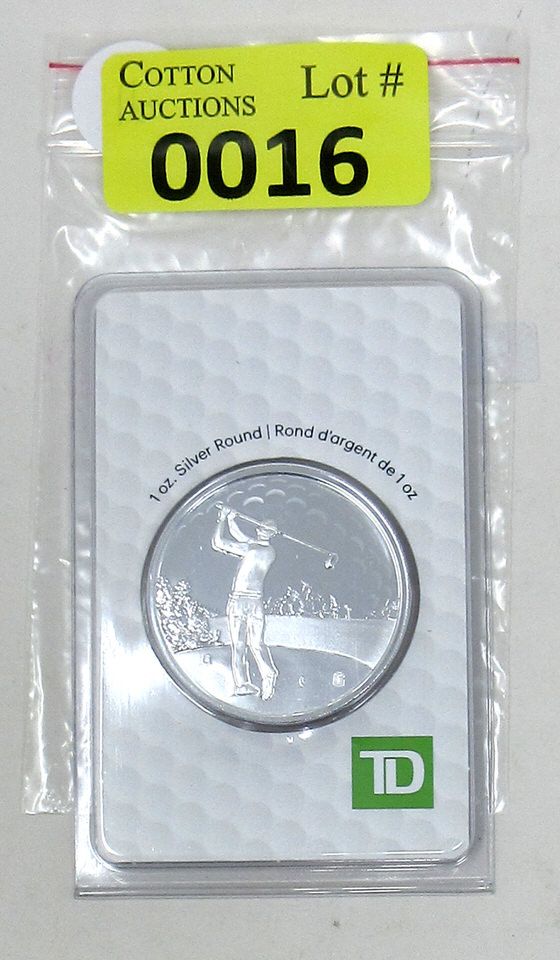 COTTON
AUCTIONS
Lot #
0016
1 oz. Silver Round | Rond d'argent de 1 oz
TD